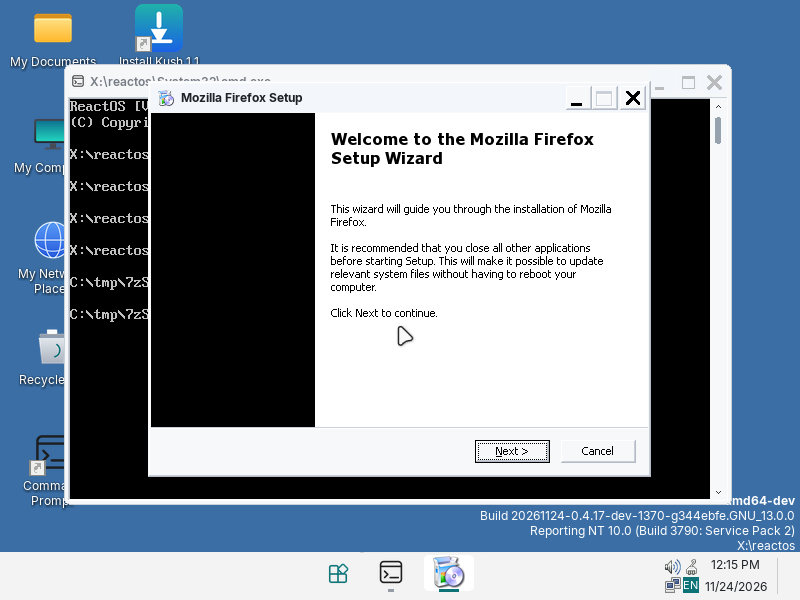 My Documents
Install Kush 1.1
My Comp
My Netw
Place
Recycle
Comma
Promp
X:\reactos\System32\cmd.exe
ReactOS [V
(C) Copyri
X:\reactos
X:\reactos
X:\reactos
X:\reactos
C:\tmp\7zS
C:\tmp\7zS
Mozilla Firefox Setup
Welcome to the Mozilla Firefox
Setup Wizard
This wizard will guide you through the installation of Mozilla
Firefox.
It is recommended that you close all other applications
before starting Setup. This will make it possible to update
relevant system files without having to reboot your
computer.
Click Next to continue.
Next >
Cancel
md64-dev
Build 20261124-0.4.17-dev-1370-g344ebfe.GNU_13.0.0
Reporting NT 10.0 (Build 3790: Service Pack 2)
X:\reactos
EN
12:15 PM
11/24/2026